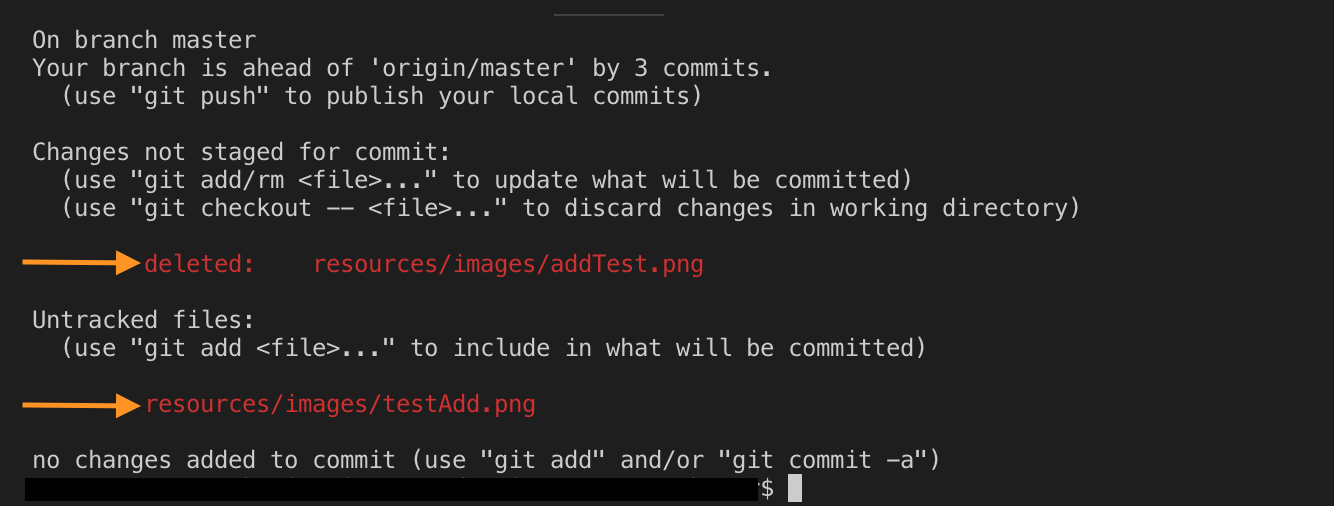 On branch master
Your branch is ahead of 'origin/master' by 3 commits.
  (use "git push" to publish your local commits)

Changes not staged for commit:
  (use "git add/rm <file>..." to update what will be committed)
  (use "git checkout -- <file>..." to discard changes in working directory)

        deleted:    resources/images/addTest.png

Untracked files:
  (use "git add <file>..." to include in what will be committed)

        resources/images/testAdd.png

no changes added to commit (use "git add" and/or "git commit -a")
$